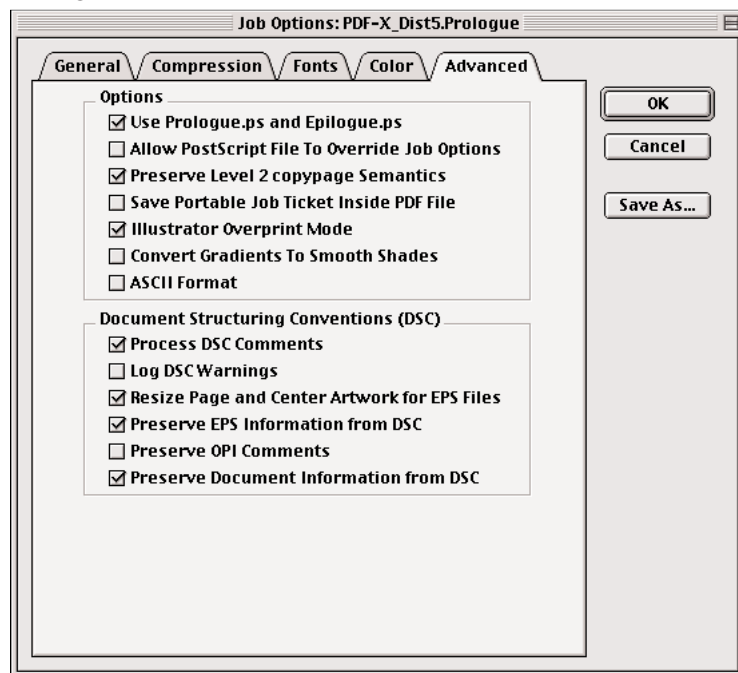 Job Options: PDF-X_Dist5.Prologue
General Compression Fonts Color Advanced
Options
Use Prologue.ps and Epilogue.ps
Allow PostScript File To Override Job Options
Preserve Level 2 copypage Semantics
Save Portable Job Ticket Inside PDF File
Illustrator Overprint Mode
Convert Gradients To Smooth Shades
ASCII Format
Document Structuring Conventions (DSC)
Process DSC Comments
Log DSC Warnings
Resize Page and Center Artwork for EPS Files
Preserve EPS Information from DSC
Preserve OPI Comments
Preserve Document Information from DSC
OK
Cancel
Save As...